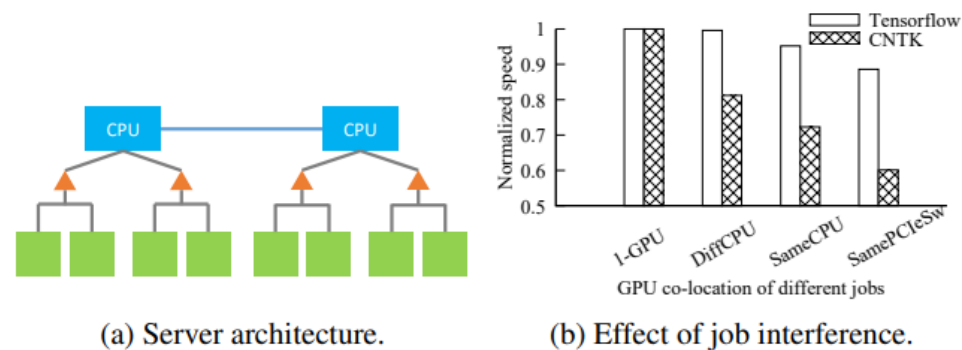 CPU
CPU
(a) Server architecture.
Tensorflow
CNTK
Normalized speed
1
0.9
0.8
0.7
0.6
0.5
1-GPU
DiffCPU
SameCPU
SamePCIeSw
GPU co-location of different jobs
(b) Effect of job interference.